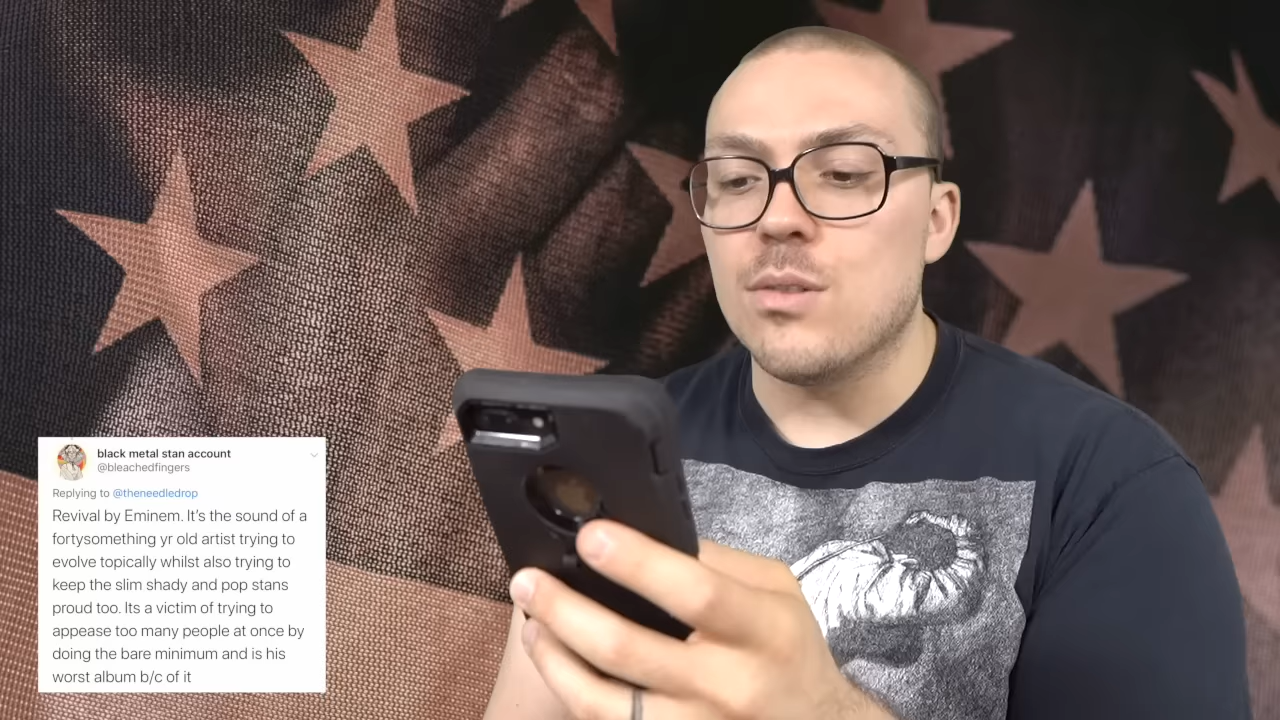 black metal stan account
@bleachedfingers
Replying to @theneedledrop
Revival by Eminem. It's the sound of a
fortysomething yr old artist trying to
evolve topically whilst also trying to
keep the slim shady and pop stans
proud too. Its a victim of trying to
appease too many people at once by
doing the bare minimum and is his
worst album b/c of it